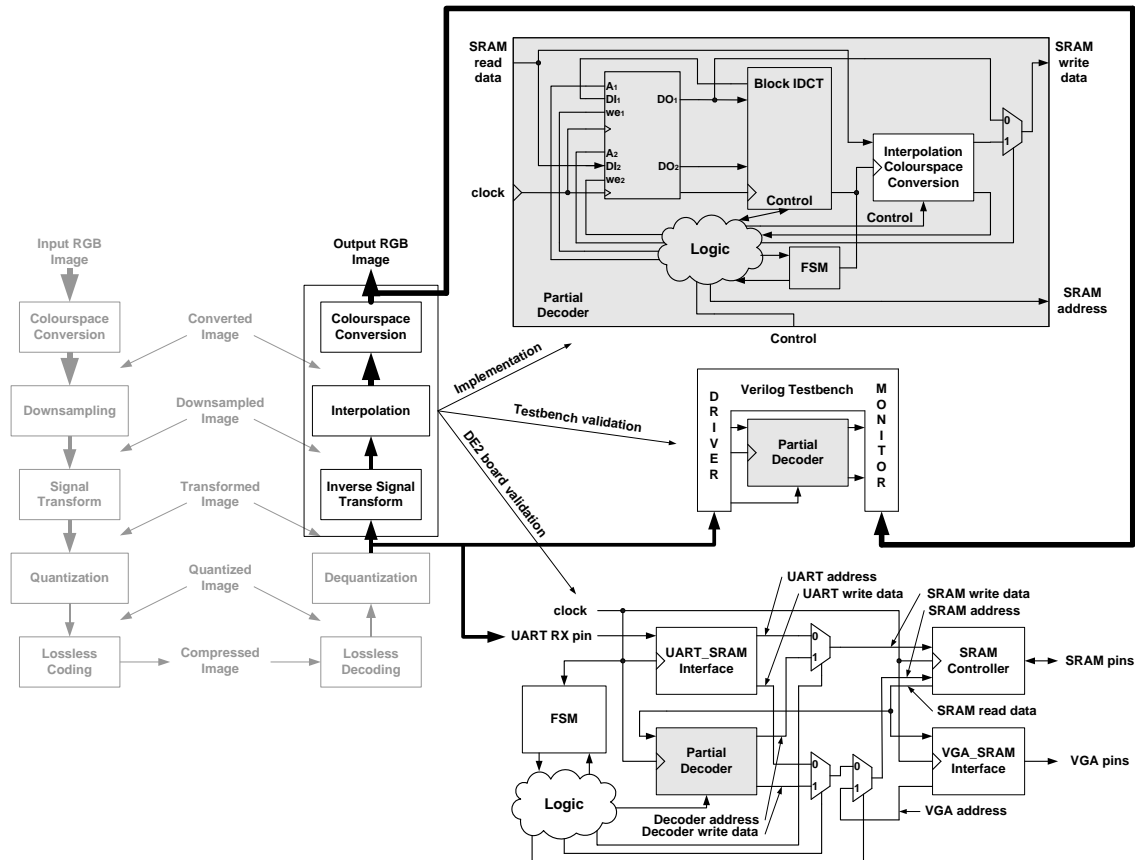 Input RGB
Image
Colourspace
Conversion
Downsampling
Signal
Transform
Quantization
Lossless
Coding
Converted
Image
Downsampled
Image
Transformed
Image
Quantized
Image
Compressed
Image
Output RGB
Image
Colourspace
Conversion
Interpolation
Inverse Signal
Transform
Dequantization
Lossless
Decoding
Implementation
Testbench validation
DE2 board validation
SRAM
read
data
clock
A1
DI1
we1
A2
DI2
we2
DO1
DO2
Block IDCT
Control
Interpolation
Colourspace
Conversion
Control
0
1
Logic
FSM
Partial
Decoder
Control
SRAM
write
data
SRAM
address
Verilog Testbench
DRIVER
Partial
Decoder
MONITOR
clock
UART RX pin
UART address
UART write data
SRAM write data
SRAM address
UART_SRAM
Interface
0
1
SRAM
Controller
SRAM pins
SRAM read data
FSM
Partial
Decoder
0
1
0
1
VGA_SRAM
Interface
VGA pins
Logic
Decoder address
Decoder write data
VGA address